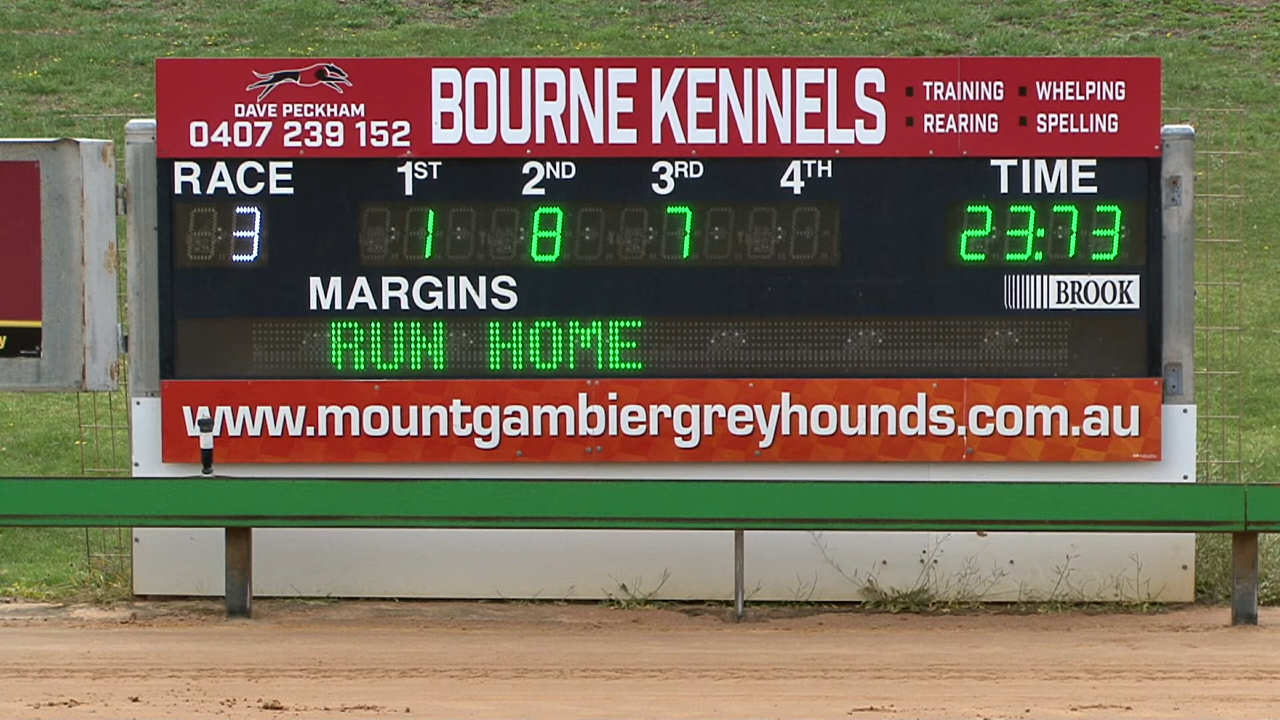 DAVE PECKHAM
0407 239 152
BOURNE KENNELS
TRAINING
WHELPING
REARING
SPELLING
RACE 1ST 2ND 3RD 4TH TIME
3 1 8 7 23:73
MARGINS
BROOK
RUN HOME
www.mountgambiergreyhounds.com.au